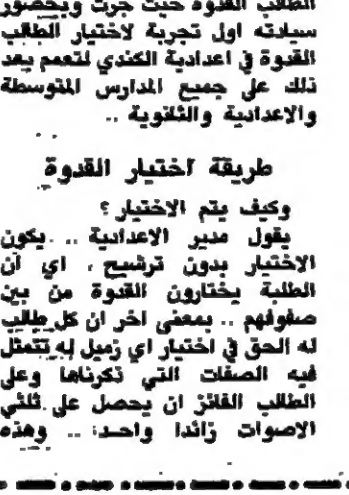 الطالب القدوة حيث جرت وبحضور
سيادته اول تجربة لاختيار الطالب
القدوة في اعدادية الكندي لتعمم بعد
ذلك على جميع المدارس المتوسطة
والاعدادية والثانوية ..
طريقة اختيار القدوة
وكيف يتم الاختيار ؟
يقول مدير الاعدادية .. يكون
الاختيار بدون ترشيح ، اي أن
الطلبة يختارون القدوة من بين
صفوفهم .. بمعنى اخر ان كل طالب
له الحق في اختيار اي زميل له تتمثل
فيه الصفات التي ذكرناها وعلى
الطالب الفائز ان يحصل على ثلثي
الاصوات زائدا واحد .. وهذه